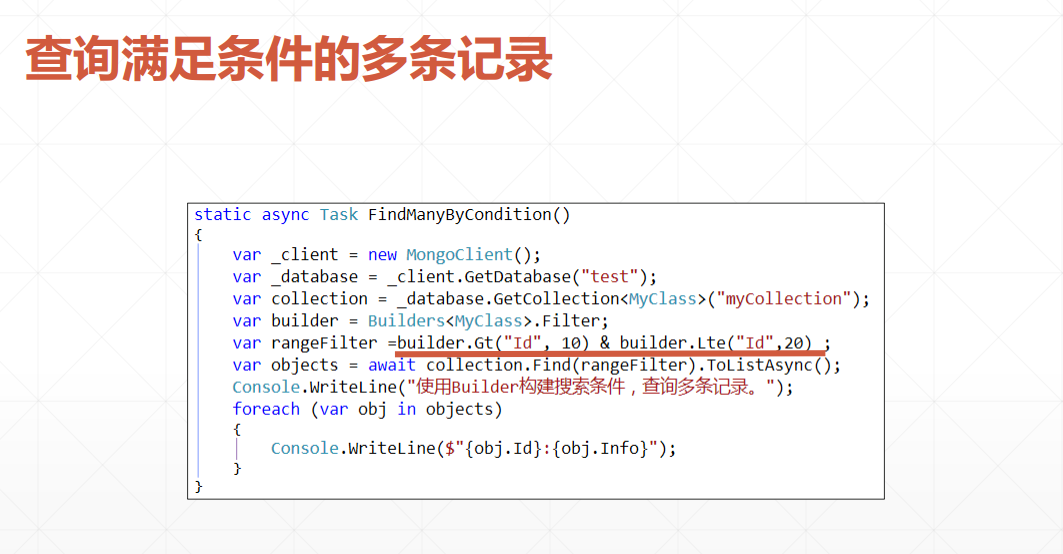 查询满足条件的多条记录
static async Task FindManyByCondition()
{
    var _client = new MongoClient();
    var _database = _client.GetDatabase("test");
    var collection = _database.GetCollection<MyClass>("myCollection");
    var builder = Builders<MyClass>.Filter;
    var rangeFilter =builder.Gt("Id", 10) & builder.Lte("Id",20) ;
    var objects = await collection.Find(rangeFilter).ToListAsync();
    Console.WriteLine("使用Builder构建搜索条件，查询多条记录。");
    foreach (var obj in objects)
    {
        Console.WriteLine($"{obj.Id}:{obj.Info}");
    }
}